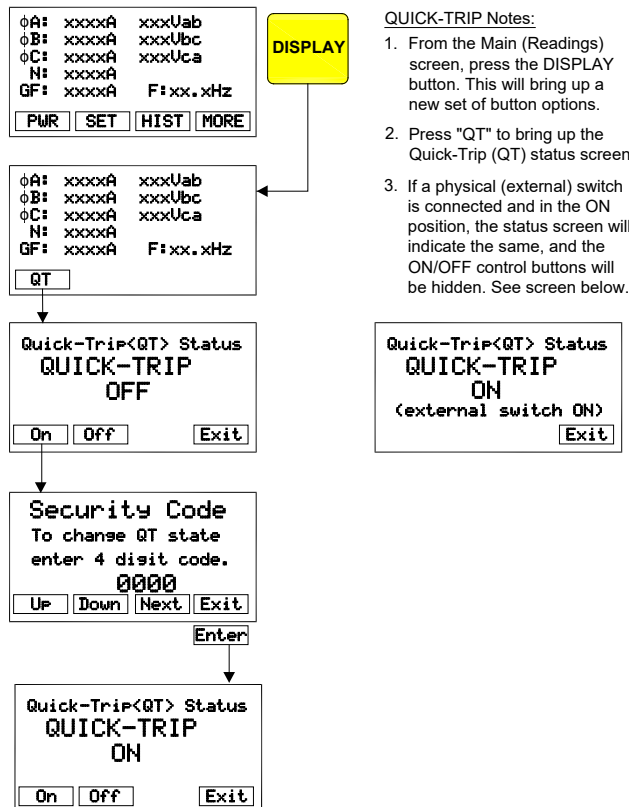 ϕA: xxxxA xxxVab
ϕB: xxxxA xxxVbc
ϕC: xxxxA xxxVca
N: xxxxA
GF: xxxxA F:xx.xHz
PWR SET HIST MORE
DISPLAY
ϕA: xxxxA xxxVab
ϕB: xxxxA xxxVbc
ϕC: xxxxA xxxVca
N: xxxxA
GF: xxxxA F:xx.xHz
QT
Quick-Trip<QT> Status
QUICK-TRIP
OFF
On Off Exit
Security Code
To change QT state
enter 4 digit code.
0000
Up Down Next Exit
Enter
Quick-Trip<QT> Status
QUICK-TRIP
ON
On Off Exit
QUICK-TRIP Notes:
1. From the Main (Readings)
screen, press the DISPLAY
button. This will bring up a
new set of button options.
2. Press "QT" to bring up the
Quick-Trip (QT) status screen
3. If a physical (external) switch
is connected and in the ON
position, the status screen will
indicate the same, and the
ON/OFF control buttons will
be hidden. See screen below.
Quick-Trip<QT> Status
QUICK-TRIP
ON
(external switch ON)
Exit